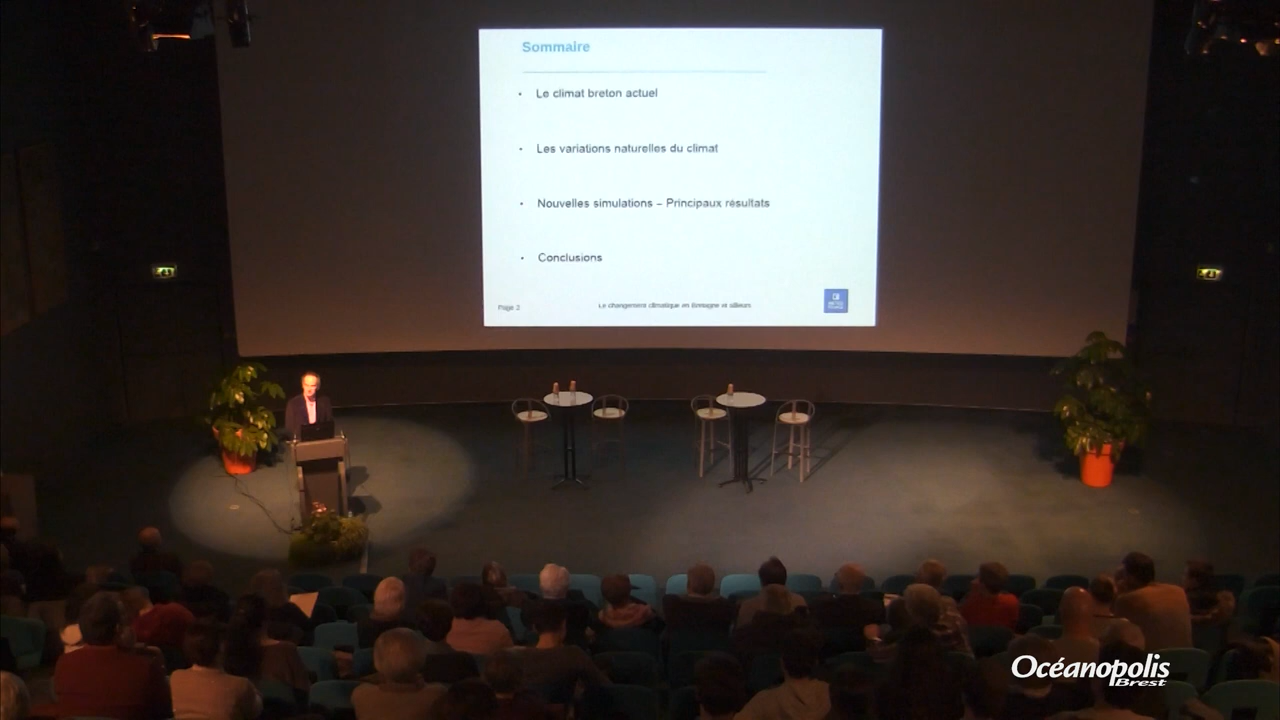 Sommaire
• Le climat breton actuel
• Les variations naturelles du climat
• Nouvelles simulations – Principaux résultats
• Conclusions
Page 2
Le changement climatique en Bretagne et ailleurs
Océanopolis
Brest